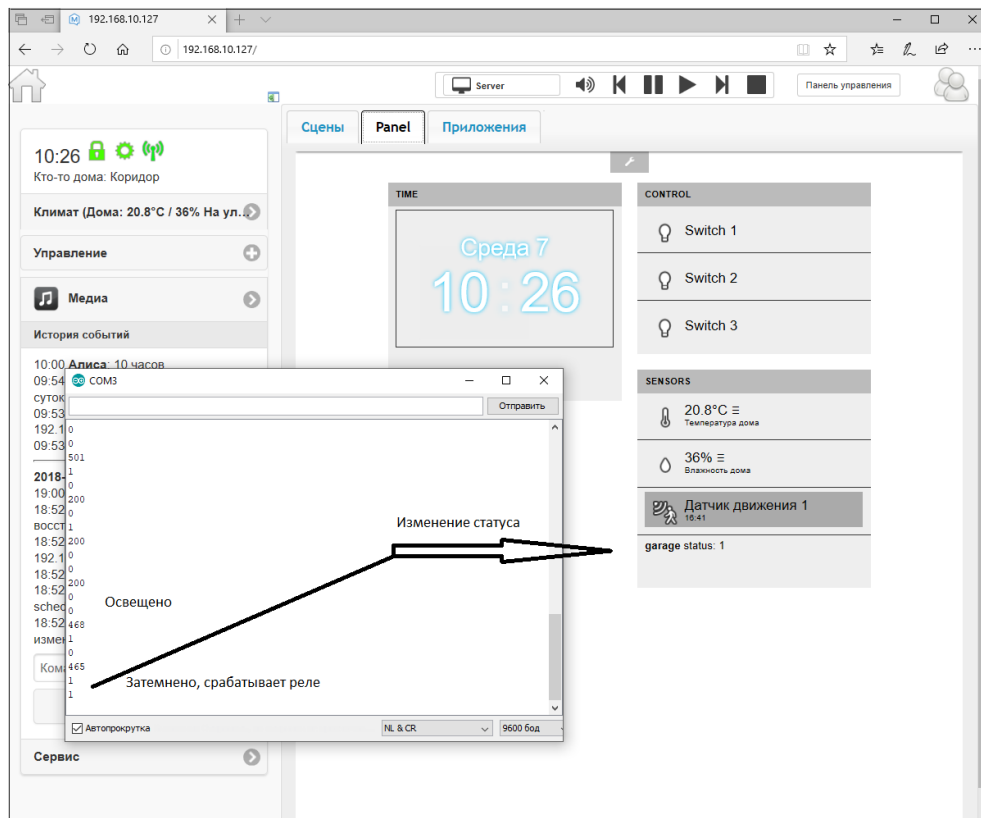 192.168.10.127
192.168.10.127/
Server
Панель управления
Сцены
Panel
Приложения
10:26
Кто-то дома: Коридор
Климат (Дома: 20.8°C / 36% На ул...
Управление
Медиа
История событий
10:00 Алиса: 10 часов
09:54
суток
09:53
192.1
09:53
2018-
19:00
18:52
восст
18:52
192.1
18:52
18:52
sched
18:52
измен
Кома
Сервис
TIME
Среда 7
10:26
CONTROL
Switch 1
Switch 2
Switch 3
SENSORS
20.8°C
Температура дома
36%
Влажность дома
Датчик движения 1
16:41
garage status: 1
COM3
Отправить
0
0
501
1
0
200
0
1
200
0
0
200
0
0
468
1
0
465
1
1
Изменение статуса
Освещено
Затемнено, срабатывает реле
Автопрокрутка
NL & CR
9600 бод